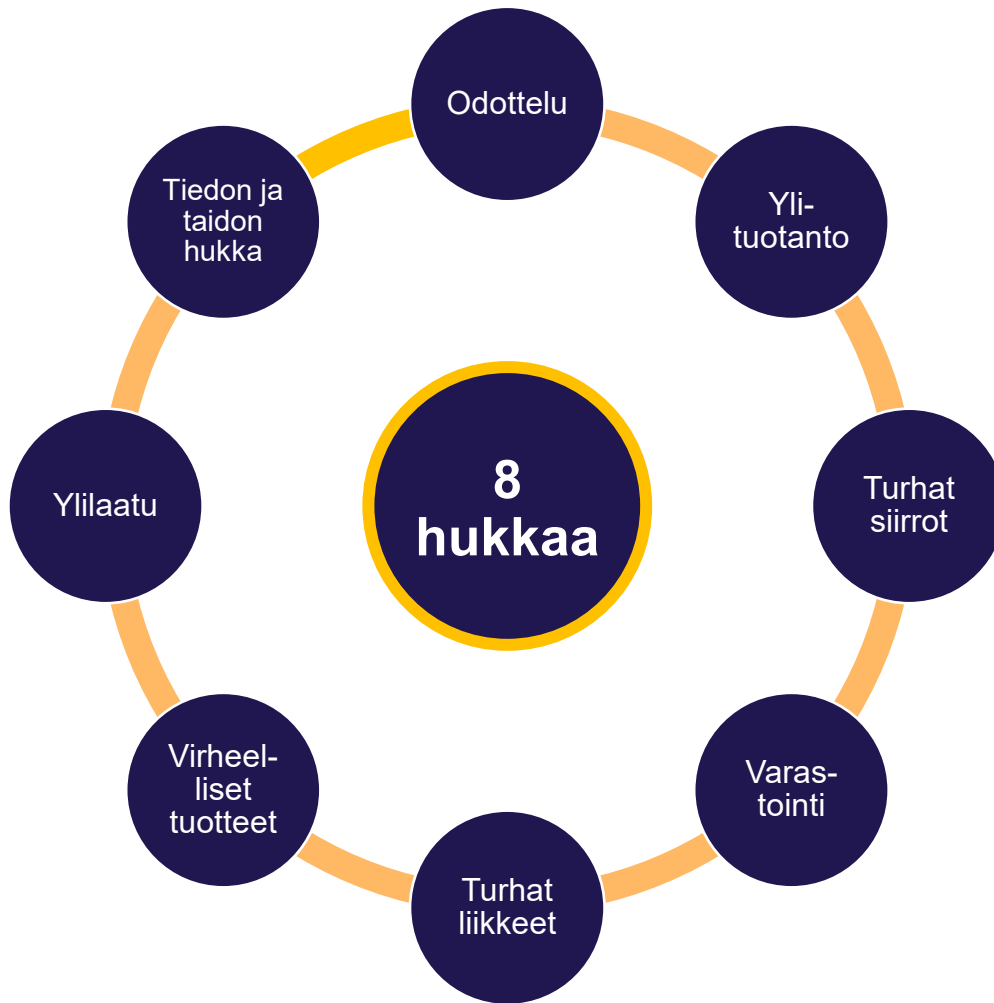 Odottelu
Yli-
tuotanto
Turhat
siirrot
Varas-
tointi
Turhat
liikkeet
Virheel-
liset
tuotteet
Ylilaatu
Tiedon ja
taidon
hukka
8
hukkaa